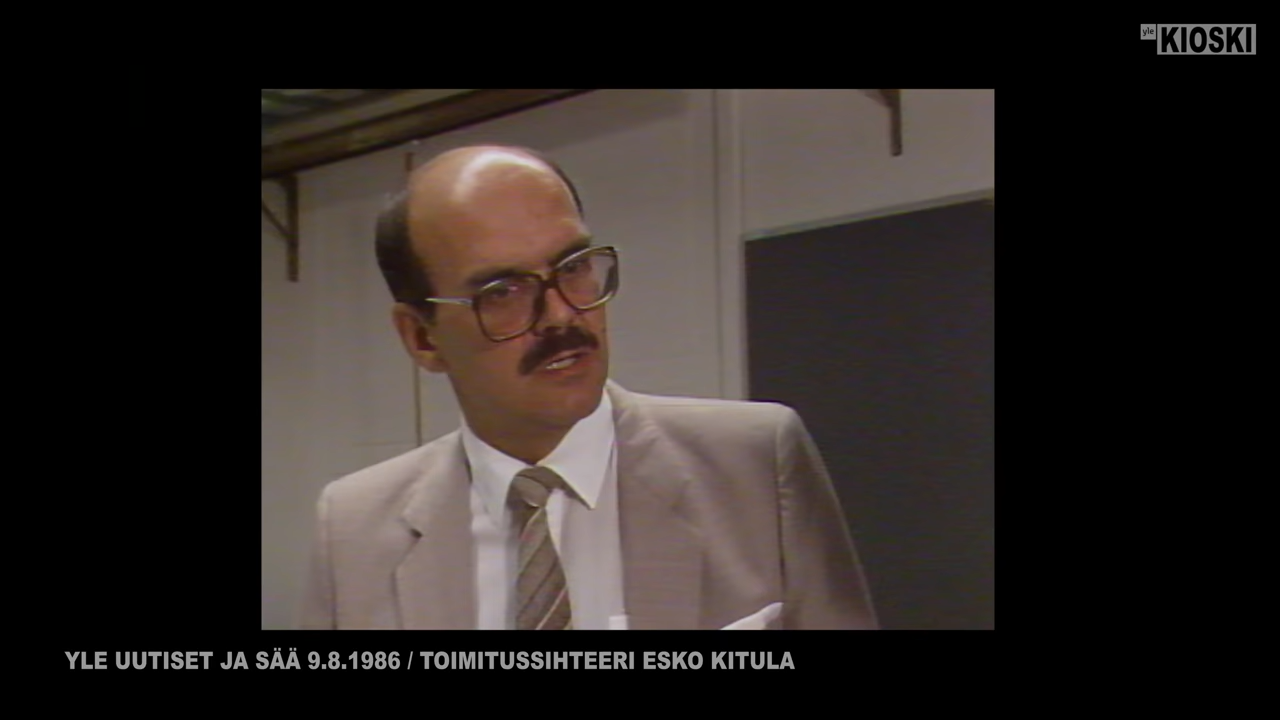 yle KIOSKI
YLE UUTISET JA SÄÄ 9.8.1986 / TOIMITUSSIHTEERI ESKO KITULA